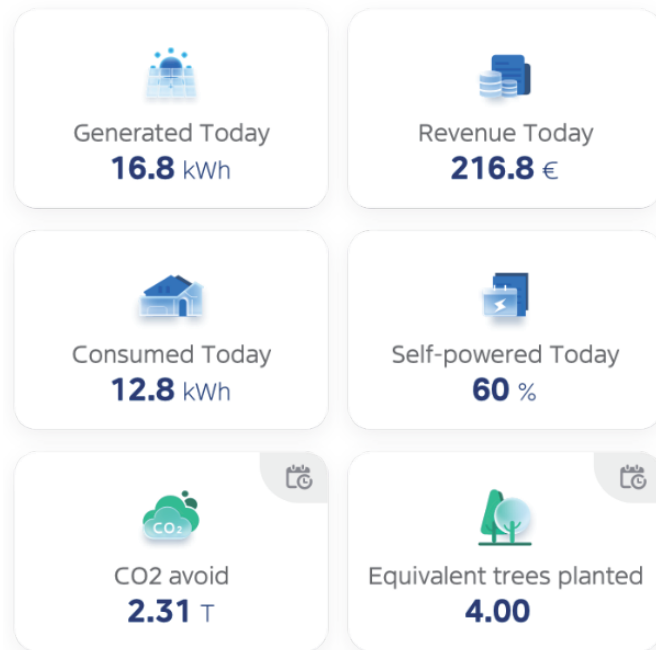 Generated Today
16.8 kWh
Revenue Today
216.8 €
Consumed Today
12.8 kWh
Self-powered Today
60 %
CO₂
CO2 avoid
2.31 T
Equivalent trees planted
4.00